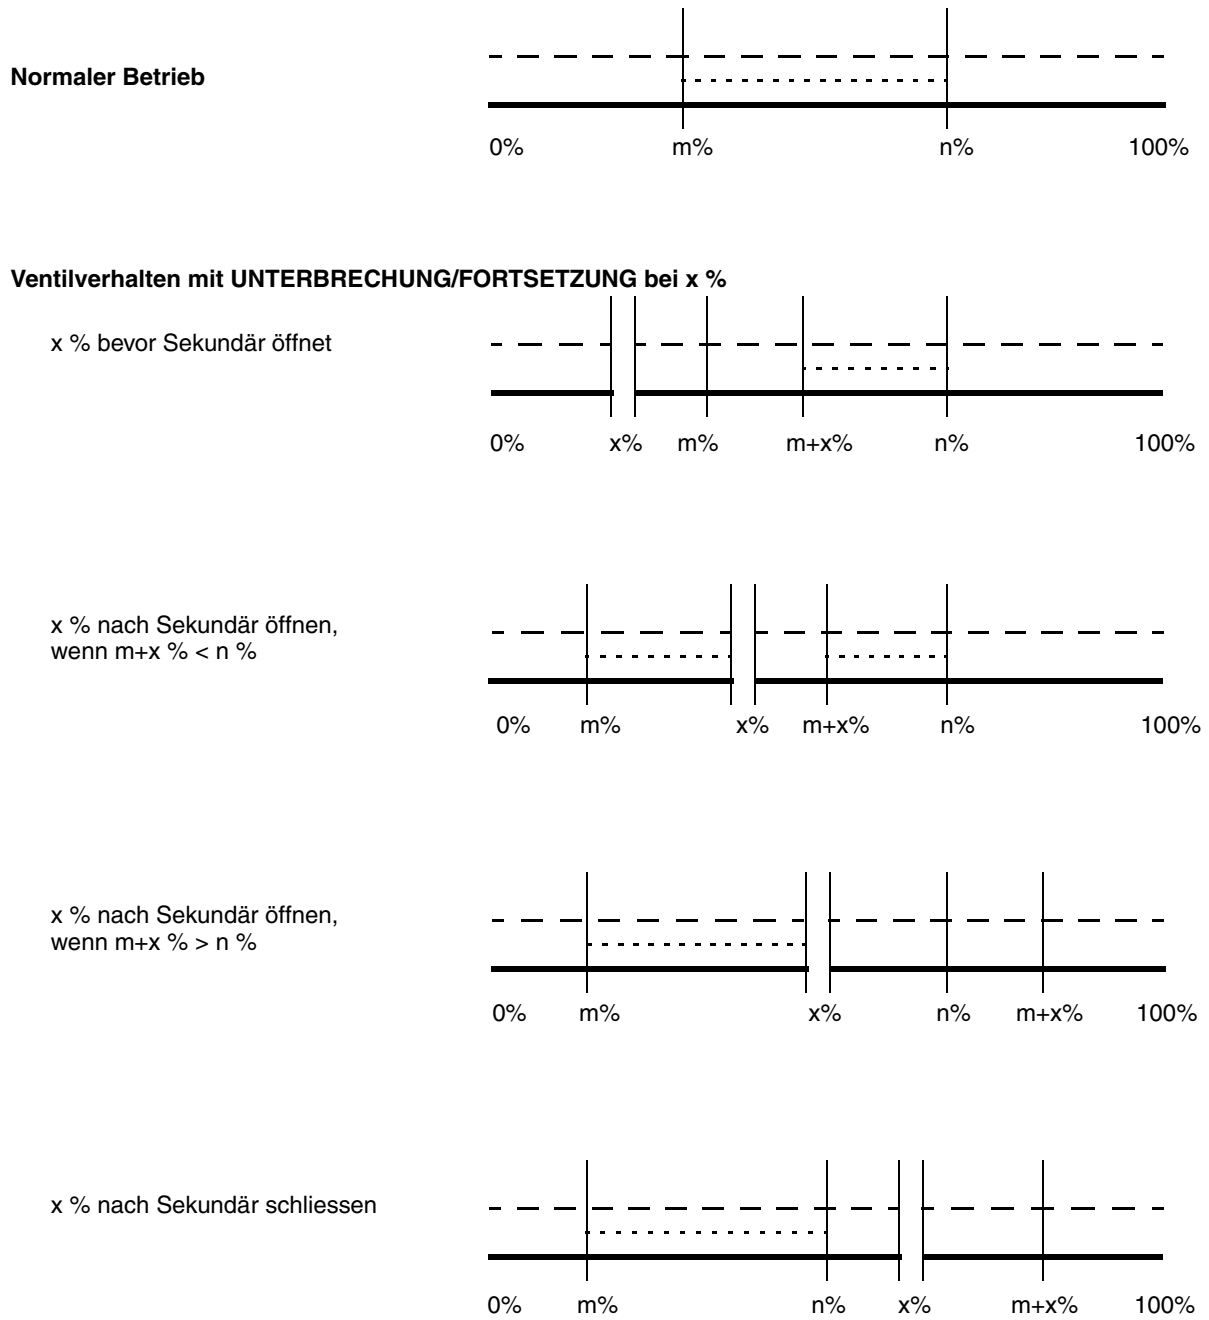 Normaler Betrieb
0% m% n% 100%
Ventilverhalten mit UNTERBRECHUNG/FORTSETZUNG bei x %
x % bevor Sekundär öffnet
0% x% m% m+x% n% 100%
x % nach Sekundär öffnen,
wenn m+x % < n %
0% m% x% m+x% n% 100%
x % nach Sekundär öffnen,
wenn m+x % > n %
0% m% x% n% m+x% 100%
x % nach Sekundär schliessen
0% m% n% x% m+x% 100%